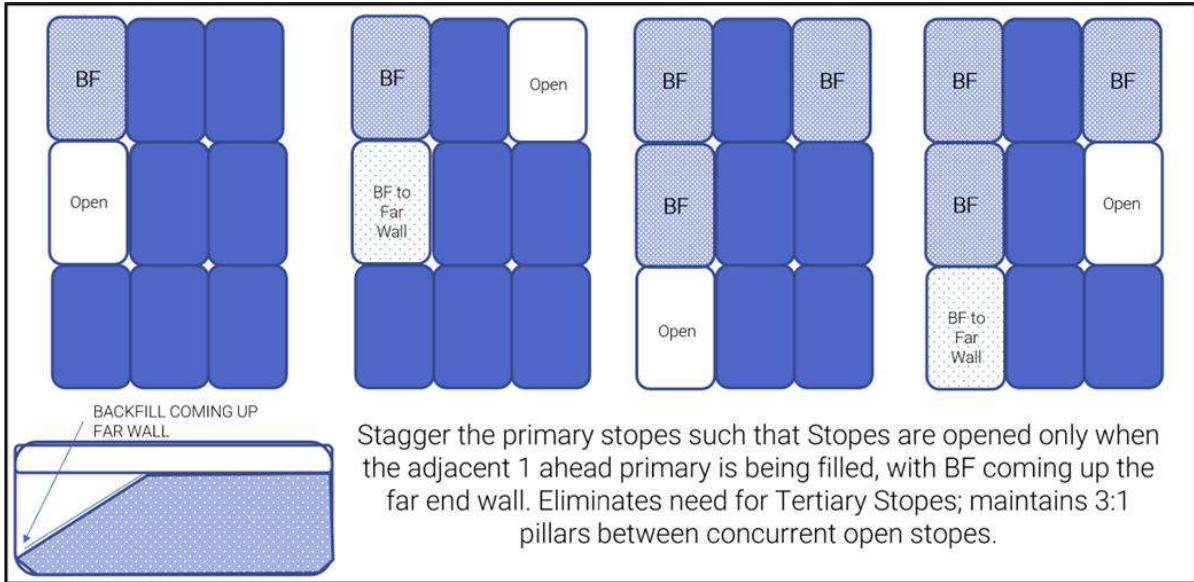 BF
Open
BF
Open
BF to
Far
Wall
BF
BF
BF
Open
BF
BF
BF
Open
BF to
Far
Wall
BACKFILL COMING UP
FAR WALL
Stagger the primary stopes such that Stopes are opened only when
the adjacent 1 ahead primary is being filled, with BF coming up the
far end wall. Eliminates need for Tertiary Stopes; maintains 3:1
pillars between concurrent open stopes.